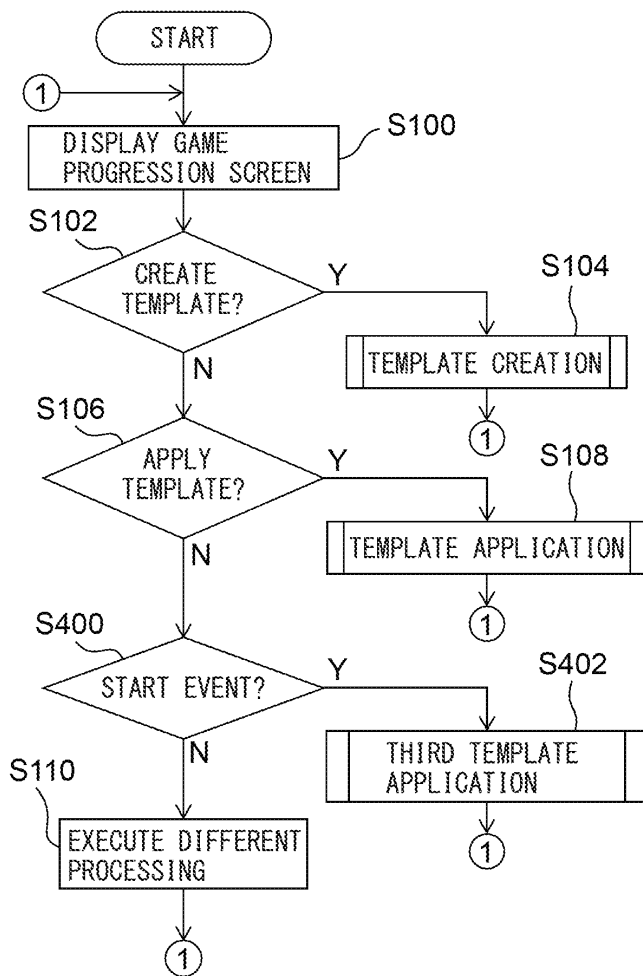 START
1
DISPLAY GAME
PROGRESSION SCREEN
S100
S102
CREATE
TEMPLATE?
Y
S104
TEMPLATE CREATION
N
1
S106
APPLY
TEMPLATE?
Y
S108
TEMPLATE APPLICATION
N
1
S400
START EVENT?
Y
S402
THIRD TEMPLATE
APPLICATION
N
1
S110
EXECUTE DIFFERENT
PROCESSING
1